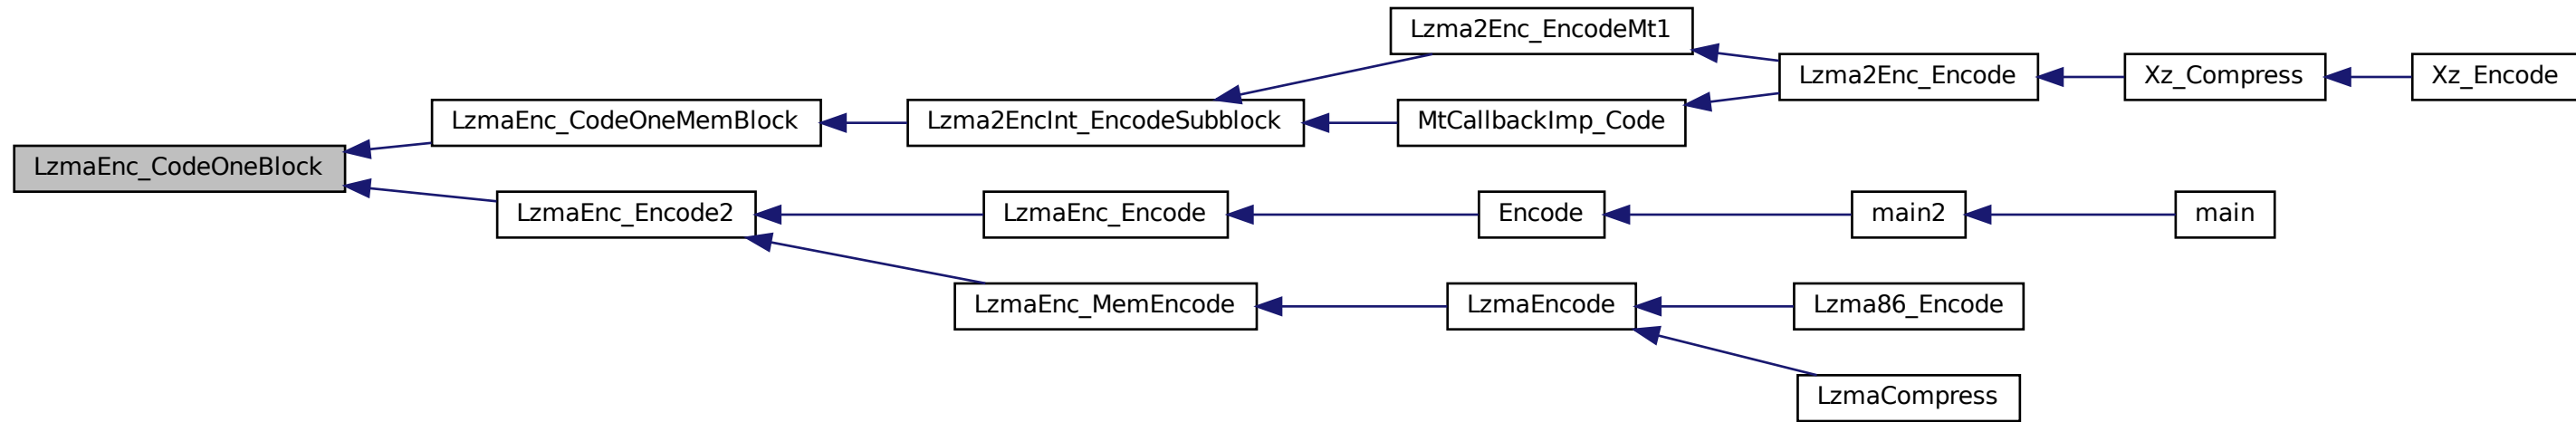 Lzma2Enc_EncodeMt1
Lzma2Enc_Encode
Xz_Compress
Xz_Encode
LzmaEnc_CodeOneMemBlock
Lzma2EncInt_EncodeSubblock
MtCallbackImp_Code
LzmaEnc_CodeOneBlock
LzmaEnc_Encode2
LzmaEnc_Encode
Encode
main2
main
LzmaEnc_MemEncode
LzmaEncode
Lzma86_Encode
LzmaCompress